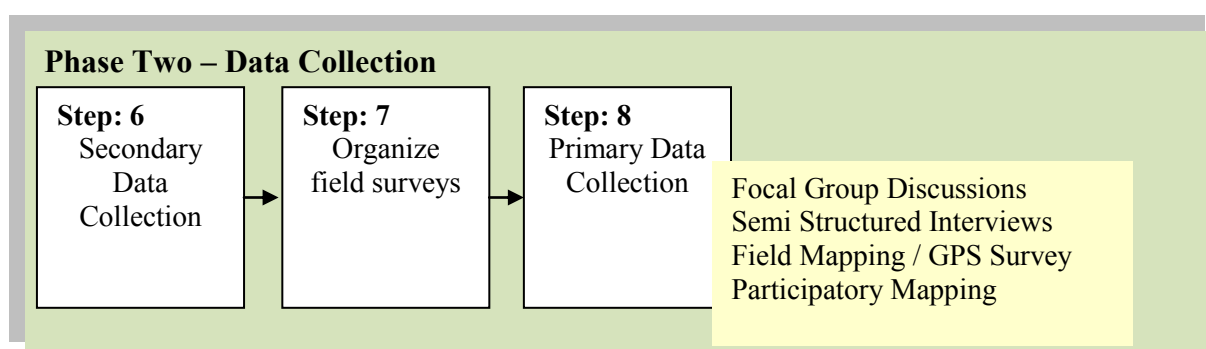 Phase Two – Data Collection
Step: 6
Secondary
Data
Collection
Step: 7
Organize
field surveys
Step: 8
Primary Data
Collection
Focal Group Discussions
Semi Structured Interviews
Field Mapping / GPS Survey
Participatory Mapping